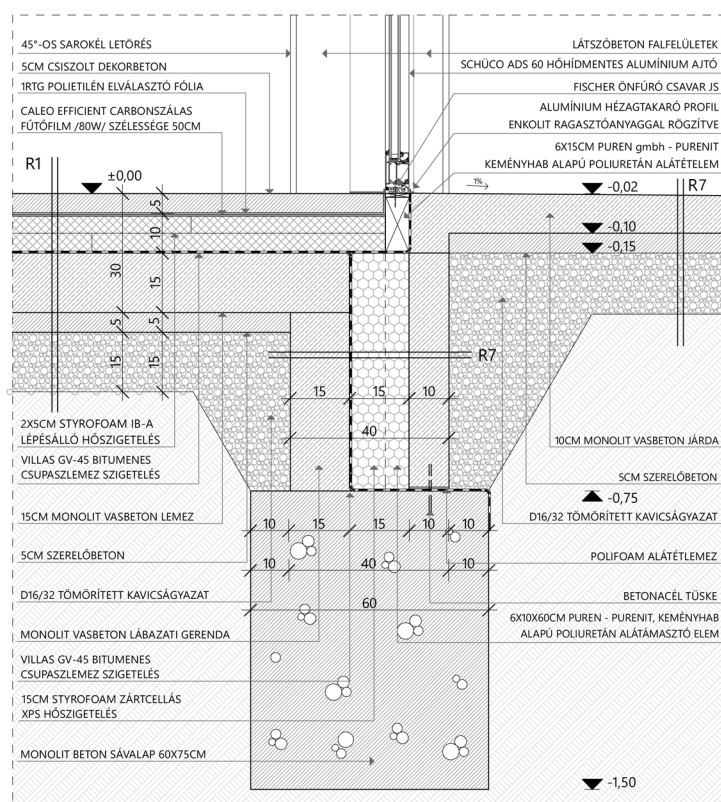 45°-OS SAROKÉL LETÖRÉS
5CM CSISZOLT DEKORBETON
1RTG POLIETILÉN ELVÁLASZTÓ FÓLIA
CALEO EFFICIENT CARBONSZÁLAS
FŰTŐFILM /80W/ SZÉLESSÉGE 50CM
LÁTSZÓBETON FALFELÜLETEK
SCHÜCO ADS 60 HŐHÍDMENTES ALUMÍNIUM AJTÓ
FISCHER ÖNFÚRÓ CSAVAR JS
ALUMÍNIUM HÉZAGTAKARÓ PROFIL
ENKOLIT RAGASZTÓANYAGGAL RÖGZÍTVE
6X15CM PUREN gmbh - PURENIT
KEMÉNYHAB ALAPÚ POLIURETÁN ALÁTÉTELEM
R1
±0,00
1%
-0,02
R7
-0,10
-0,15
5
10
30
15
5
5
15
15
R7
15
15
10
40
2X5CM STYROFOAM IB-A
LÉPÉSÁLLÓ HŐSZIGETELÉS
VILLAS GV-45 BITUMENES
CSUPASZLEMEZ SZIGETELÉS
15CM MONOLIT VASBETON LEMEZ
5CM SZERELŐBETON
D16/32 TÖMÖRÍTETT KAVICSÁGYAZAT
MONOLIT VASBETON LÁBAZATI GERENDA
VILLAS GV-45 BITUMENES
CSUPASZLEMEZ SZIGETELÉS
15CM STYROFOAM ZÁRTCELLÁS
XPS HŐSZIGETELÉS
MONOLIT BETON SÁVALAP 60X75CM
10
15
15
10
10
10
40
10
60
10CM MONOLIT VASBETON JÁRDA
5CM SZERELŐBETON
-0,75
D16/32 TÖMÖRÍTETT KAVICSÁGYAZAT
POLIFOAM ALÁTÉTLEMEZ
BETONACÉL TÜSKE
6X10X60CM PUREN - PURENIT, KEMÉNYHAB
ALAPÚ POLIURETÁN ALÁTÁMASZTÓ ELEM
-1,50